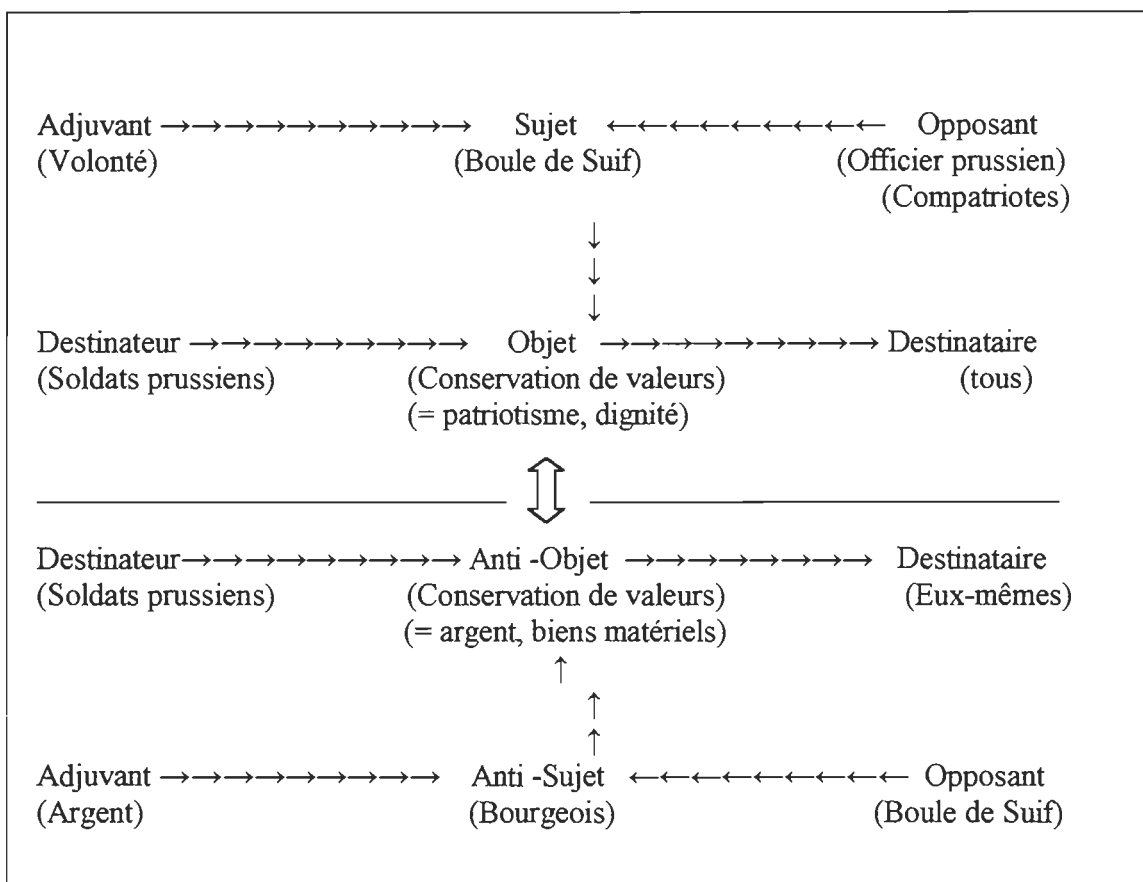 Adjuvant →→→→→→→→→ Sujet ←←←←←←←← Opposant
(Volonté) (Boule de Suif) (Officier prussien)
(Compatriotes)
↓
↓
↓
Destinateur →→→→→→→→ Objet →→→→→→→→ Destinataire
(Soldats prussiens) (Conservation de valeurs) (tous)
(= patriotisme, dignité)
⇕
Destinateur→→→→→→→→ Anti -Objet →→→→→→→ Destinataire
(Soldats prussiens) (Conservation de valeurs) (Eux-mêmes)
(= argent, biens matériels)
↑
↑
↑
Adjuvant →→→→→→→→ Anti -Sujet ←←←←←←←←← Opposant
(Argent) (Bourgeois) (Boule de Suif)